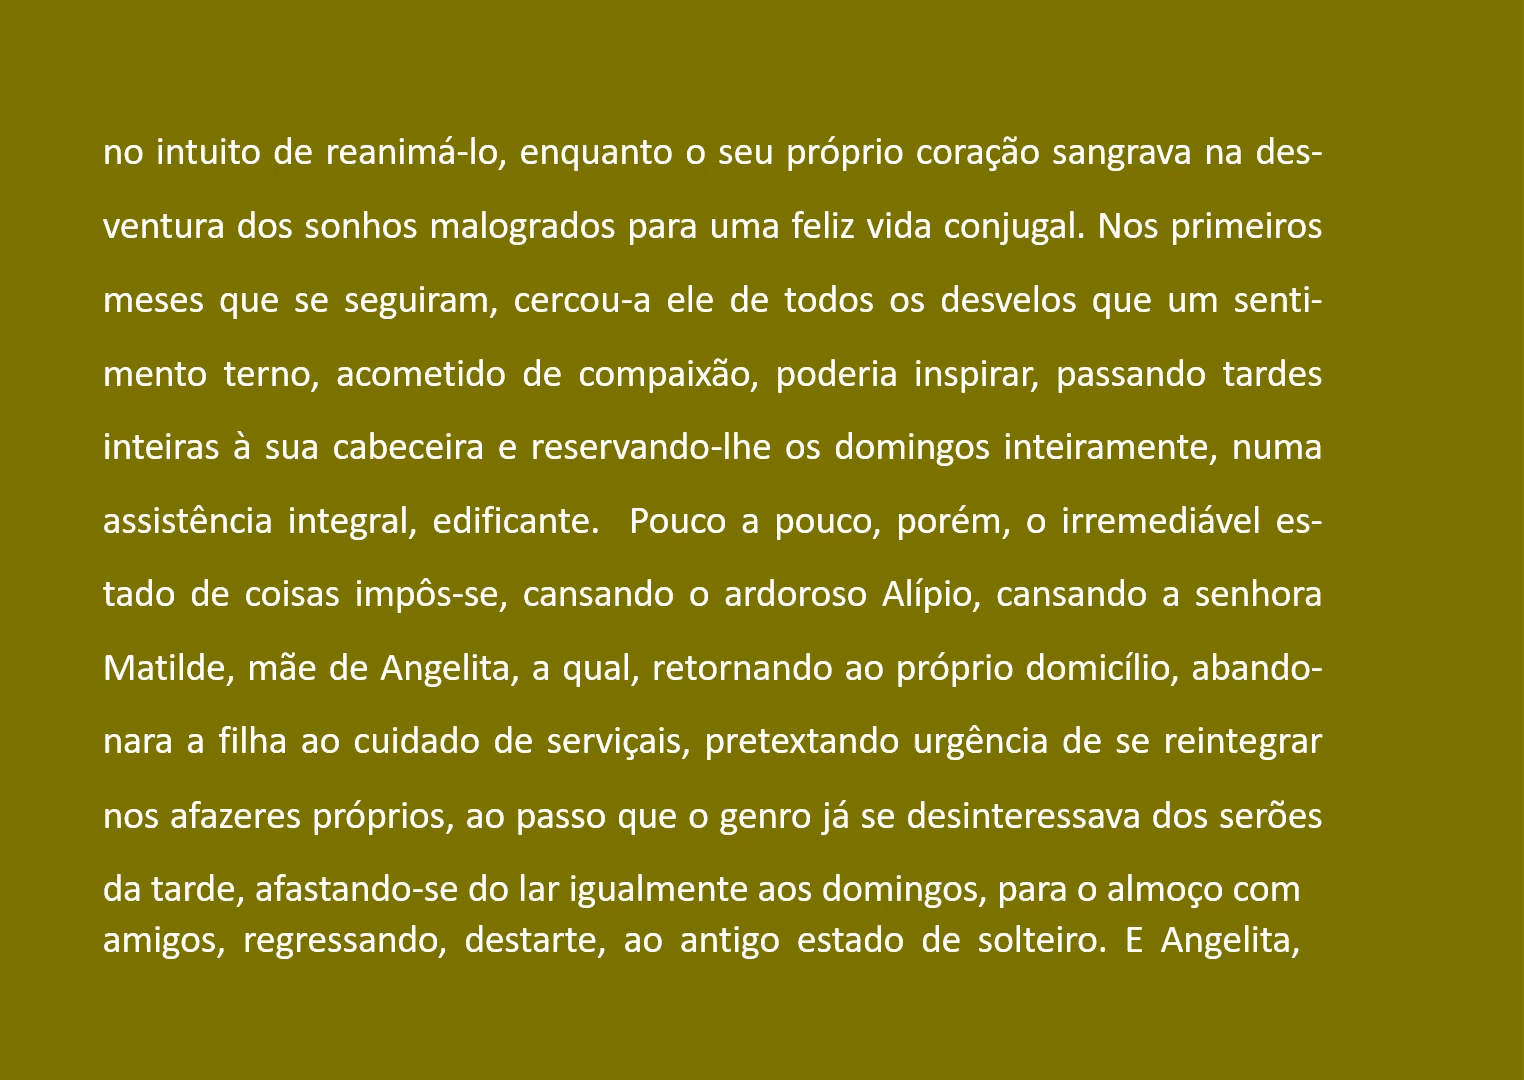 no intuito de reanimá-lo, enquanto o seu próprio coração sangrava na des-
ventura dos sonhos malogrados para uma feliz vida conjugal. Nos primeiros
meses que se seguiram, cercou-a ele de todos os desvelos que um senti-
mento terno, acometido de compaixão, poderia inspirar, passando tardes
inteiras à sua cabeceira e reservando-lhe os domingos inteiramente, numa
assistência integral, edificante.  Pouco a pouco, porém, o irremediável es-
tado de coisas impôs-se, cansando o ardoroso Alípio, cansando a senhora
Matilde, mãe de Angelita, a qual, retornando ao próprio domicílio, abando-
nara a filha ao cuidado de serviçais, pretextando urgência de se reintegrar
nos afazeres próprios, ao passo que o genro já se desinteressava dos serões
da tarde, afastando-se do lar igualmente aos domingos, para o almoço com
amigos, regressando, destarte, ao antigo estado de solteiro. E Angelita,